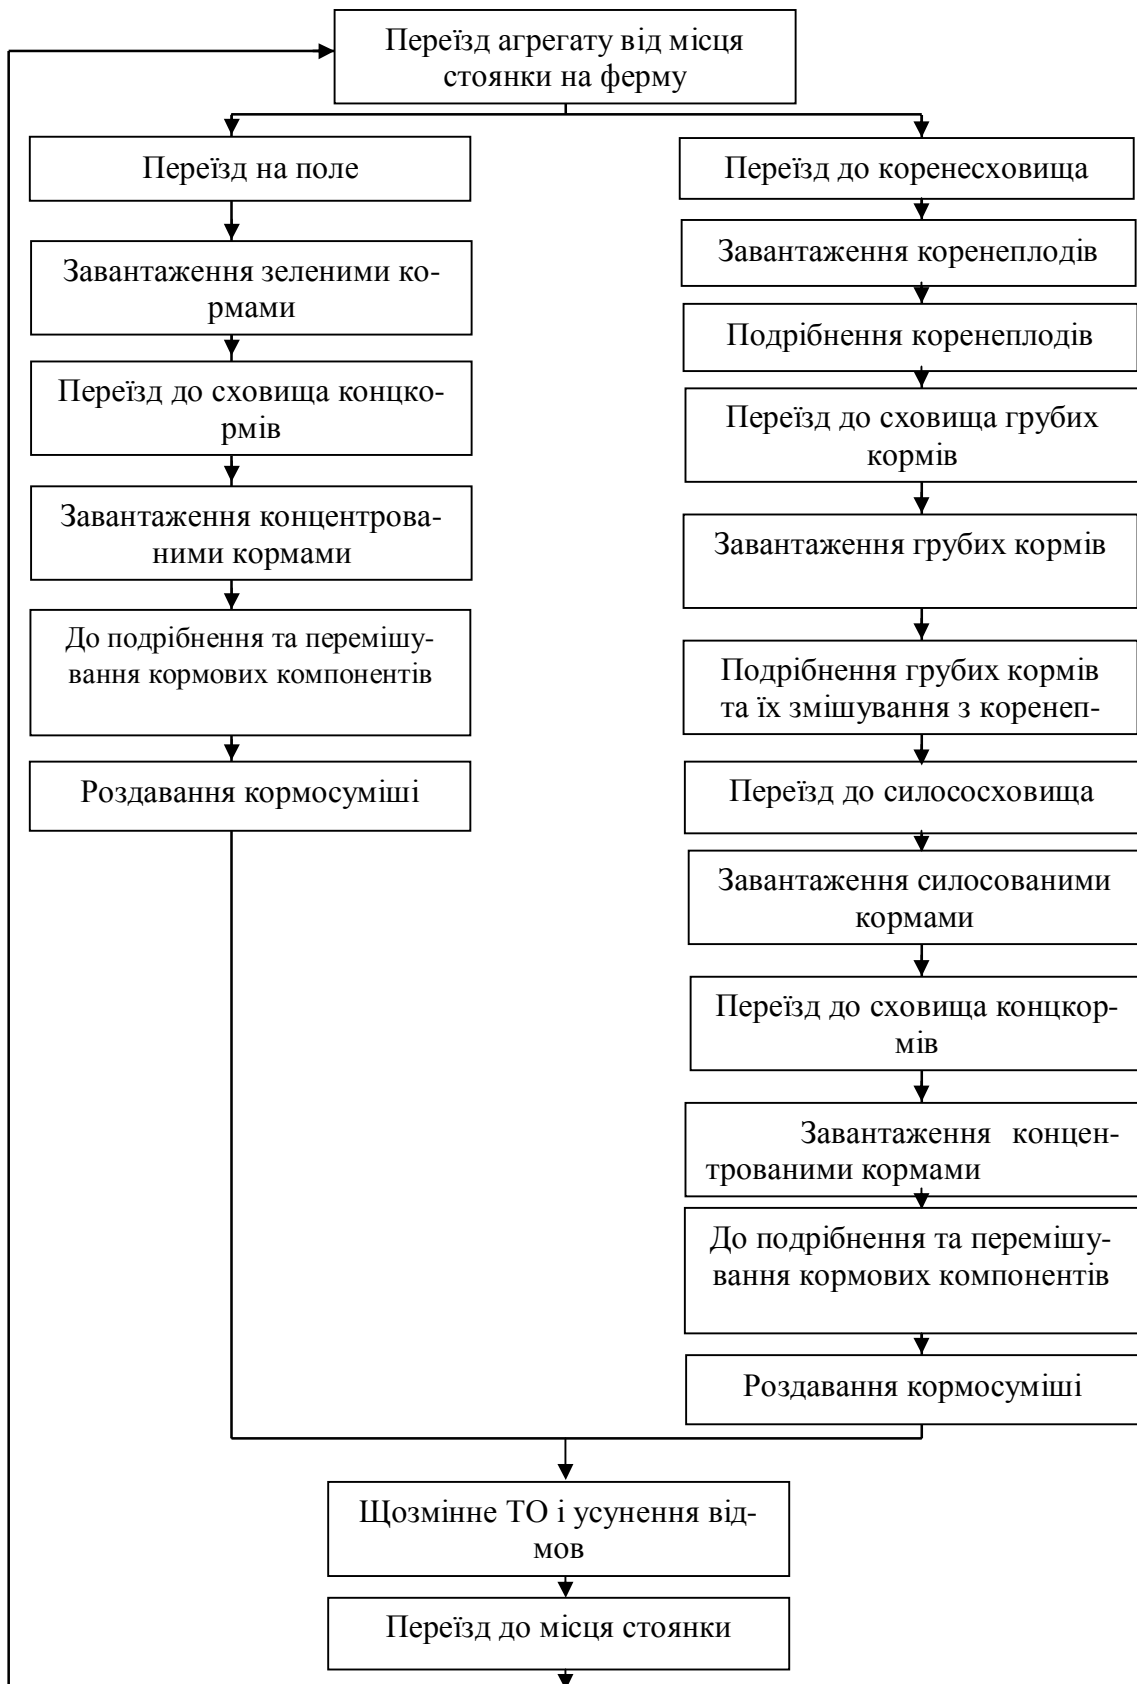 Переїзд агрегату від місця
стоянки на ферму
Переїзд на поле
Завантаження зеленими ко-
рмами
Переїзд до сховища концко-
рмів
Завантаження концентрова-
ними кормами
До подрібнення та перемішу-
вання кормових компонентів
Роздавання кормосуміші
Переїзд до коренесховища
Завантаження коренеплодів
Подрібнення коренеплодів
Переїзд до сховища грубих
кормів
Завантаження грубих кормів
Подрібнення грубих кормів
та їх змішування з коренеп-
Переїзд до силососховища
Завантаження силосованими
кормами
Переїзд до сховища конц­кор-
мів
Завантаження концен-
трованими кормами
До подрібнення та перемішу-
вання кормових компонентів
Роздавання кормосуміші
Щозмінне ТО і усунення від-
мов
Переїзд до місця стоянки